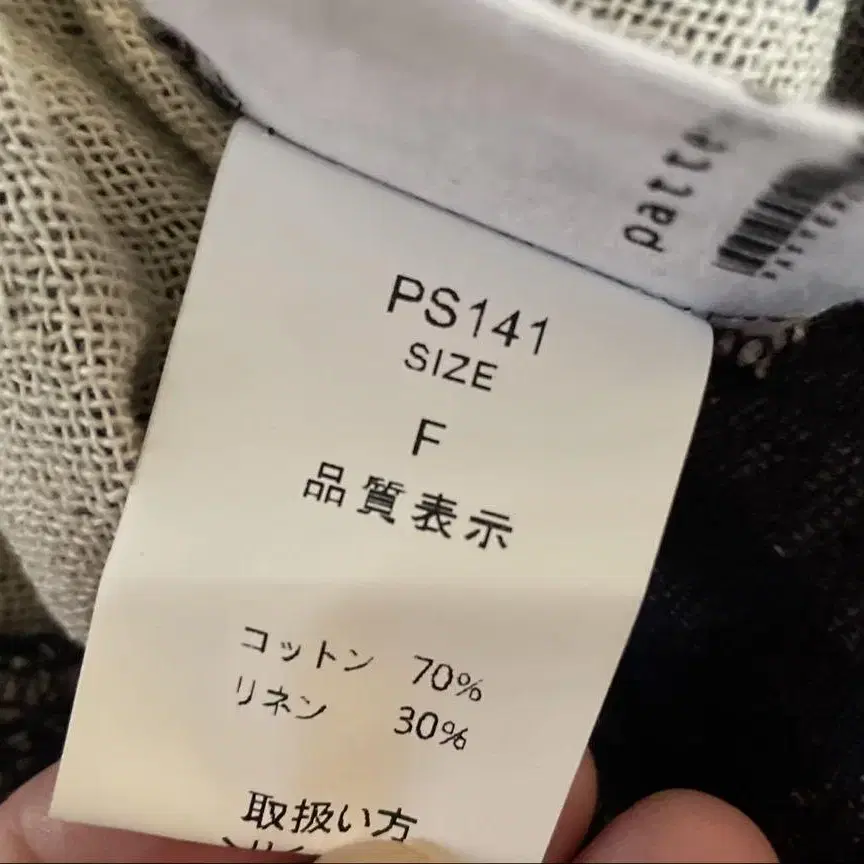 patte
PS141
SIZE
F
品質表示
コットン 70%
リネン 30%
取扱い方